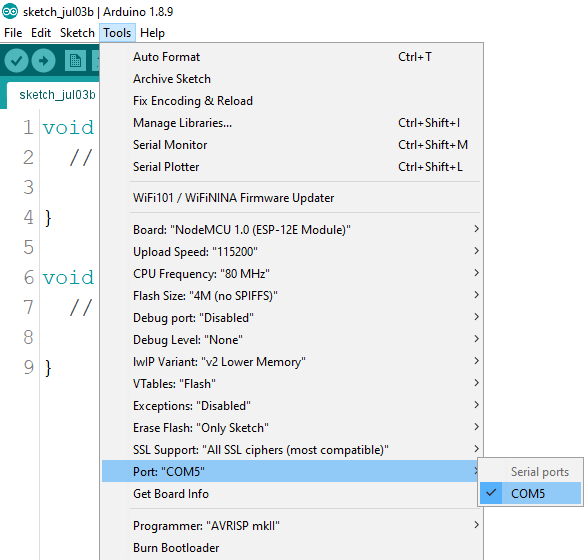 sketch_jul03b | Arduino 1.8.9
File Edit Sketch Tools Help
sketch_jul03b
1 void
2 //
3
4 }
5
6 void
7 //
8
9 }
Auto Format Ctrl+T
Archive Sketch
Fix Encoding & Reload
Manage Libraries... Ctrl+Shift+I
Serial Monitor Ctrl+Shift+M
Serial Plotter Ctrl+Shift+L
WiFi101 / WiFiNINA Firmware Updater
Board: "NodeMCU 1.0 (ESP-12E Module)"
Upload Speed: "115200"
CPU Frequency: "80 MHz"
Flash Size: "4M (no SPIFFS)"
Debug port: "Disabled"
Debug Level: "None"
IwIP Variant: "v2 Lower Memory"
VTables: "Flash"
Exceptions: "Disabled"
Erase Flash: "Only Sketch"
SSL Support: "All SSL ciphers (most compatible)"
Port: "COM5"
Serial ports
COM5
Get Board Info
Programmer: "AVRISP mkII"
Burn Bootloader